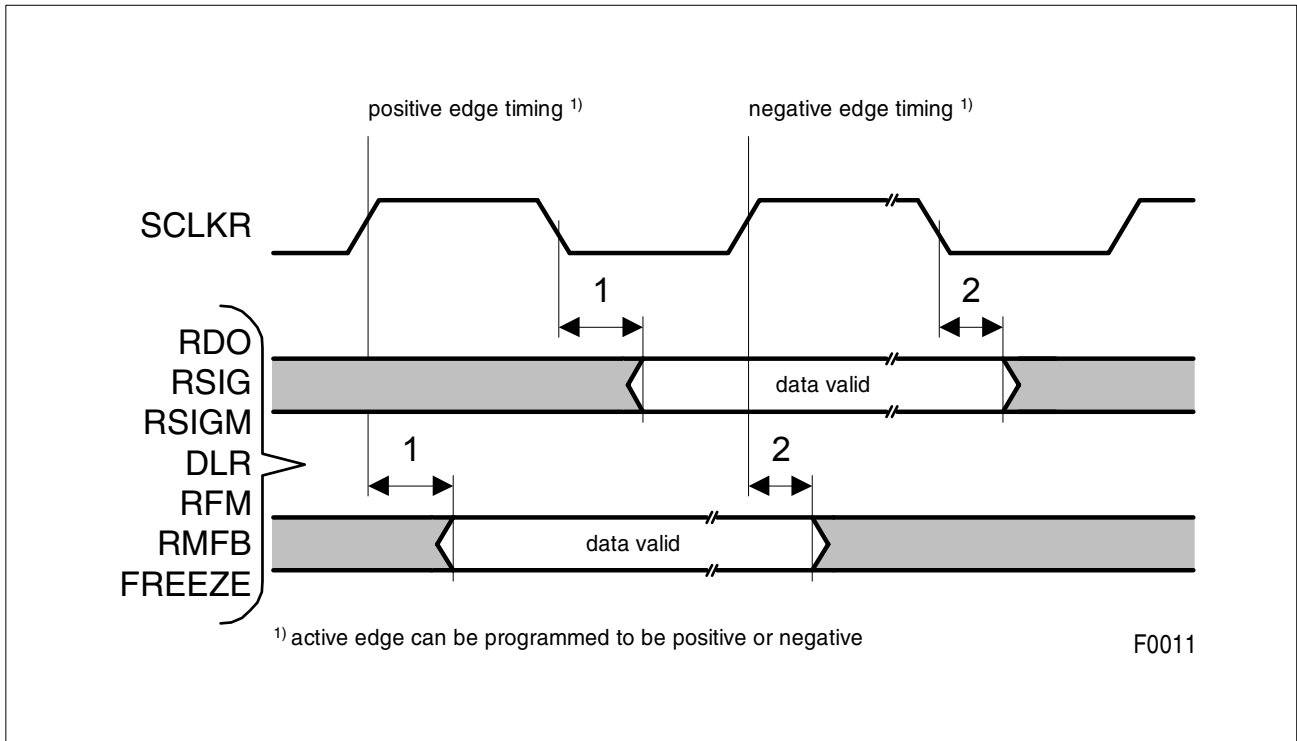 positive edge timing 1)
negative edge timing 1)
SCLKR
1
2
RDO
RSIG
data valid
RSIGM
1
2
DLR
RFM
RMFB
data valid
FREEZE
1) active edge can be programmed to be positive or negative
F0011